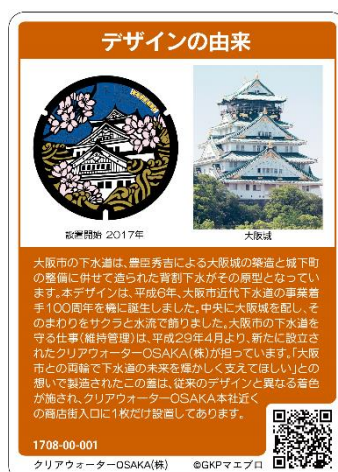 デザインの由来
設置開始 2017年
大阪城
大阪市の下水道は、豊臣秀吉による大阪城の築造と城下町
の整備に併せて造られた背割下水がその原型となってい
ます。本デザインは、平成6年、大阪市近代下水道の事業着
手100周年を機に誕生しました。中央に大阪城を配し、そ
のまわりをサクラと水流で飾りました。大阪市の下水道を
守る仕事(維持管理)は、平成29年4月より、新たに設立さ
れたクリアウォーターOSAKA(株)が担っています。「大阪
市との両輪で下水道の未来を輝かしく支えてほしい」との
想いで製造されたこの蓋は、従来のデザインと異なる着色
が施され、クリアウォーターOSAKA本社近く
の商店街入口に1枚だけ設置してあります。
1708-00-001
クリアウォーターOSAKA(株) ©GKPマエプロ